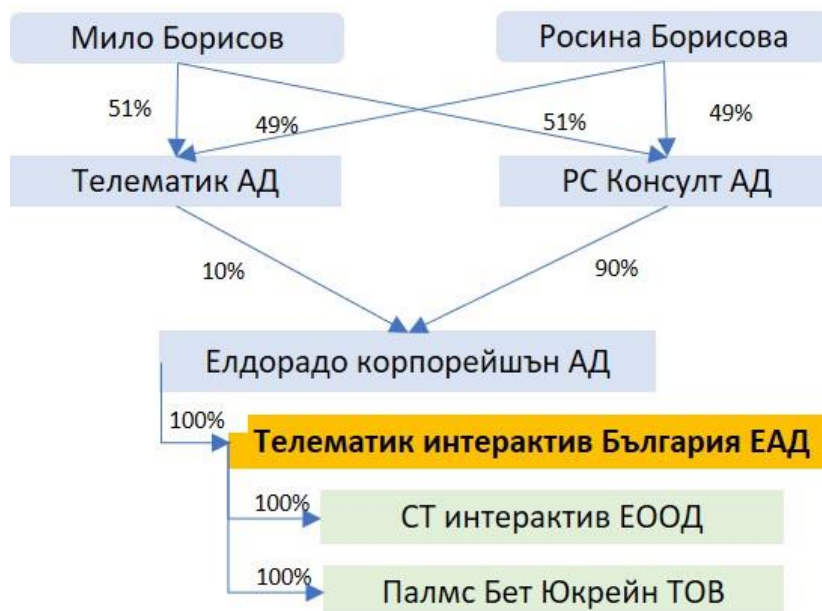 Мило Борисов
Росина Борисова
51%
49%
51%
49%
Телематик АД
РС Консулт АД
10%
90%
Елдорадо корпорейшън АД
100%
Телематик интерактив България ЕАД
100%
СТ интерактив ЕООД
100%
Палмс Бет Юкрейн ТОВ